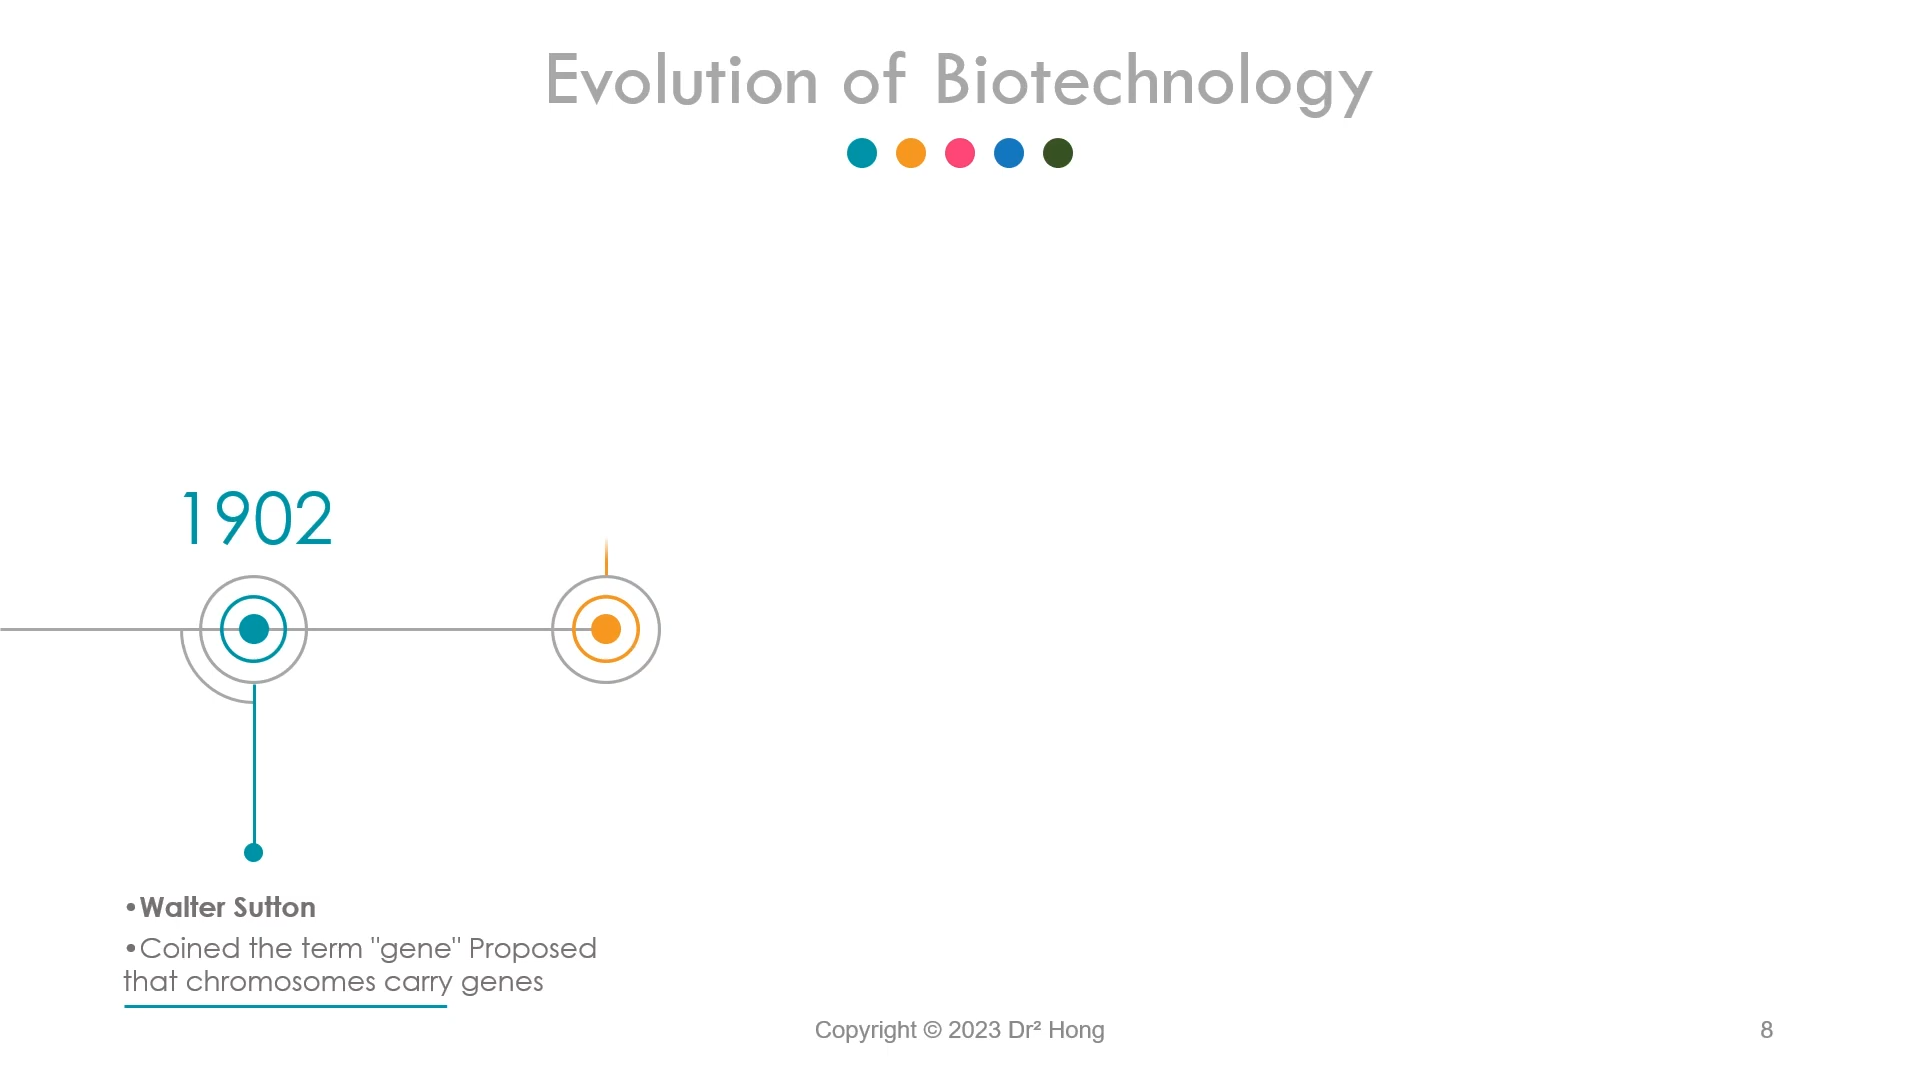 Evolution of Biotechnology
1902
•Walter Sutton
•Coined the term "gene" Proposed
that chromosomes carry genes
Copyright © 2023 Dr² Hong
8